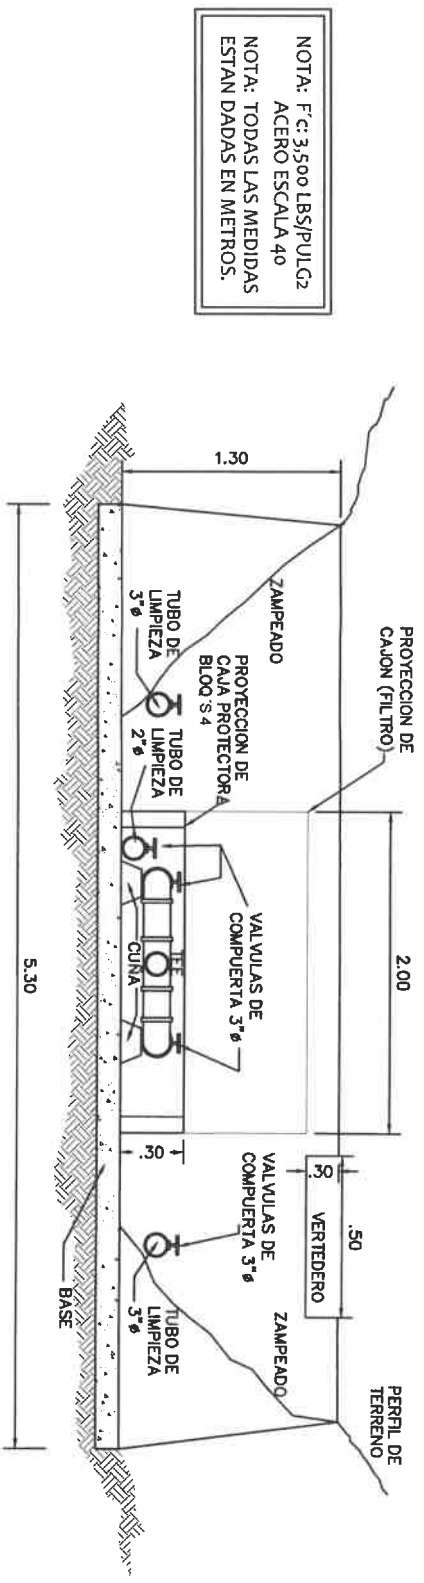 NOTA: F'c: 3,500 LBS/PULG2
ACERO ESCALA 40
NOTA: TODAS LAS MEDIDAS
ESTAN DADAS EN METROS.
1.30
ZAMPEADO
TUBO DE
LIMPIEZA
3"ø
PROYECCION DE
CAJON (FILTRO)
PROYECCION DE
CAJA PROTECTORA
BLOQ'S 4
TUBO DE
LIMPIEZA
2"ø
2.00
VALVULAS DE
COMPUERTA 3"ø
TEE
CUÑA
.30
VALVULAS DE
COMPUERTA 3"ø
.50
.30
VERTEDERO
ZAMPEADO
TUBO DE
LIMPIEZA
3"ø
PERFIL DE
TERRENO
BASE
5.30